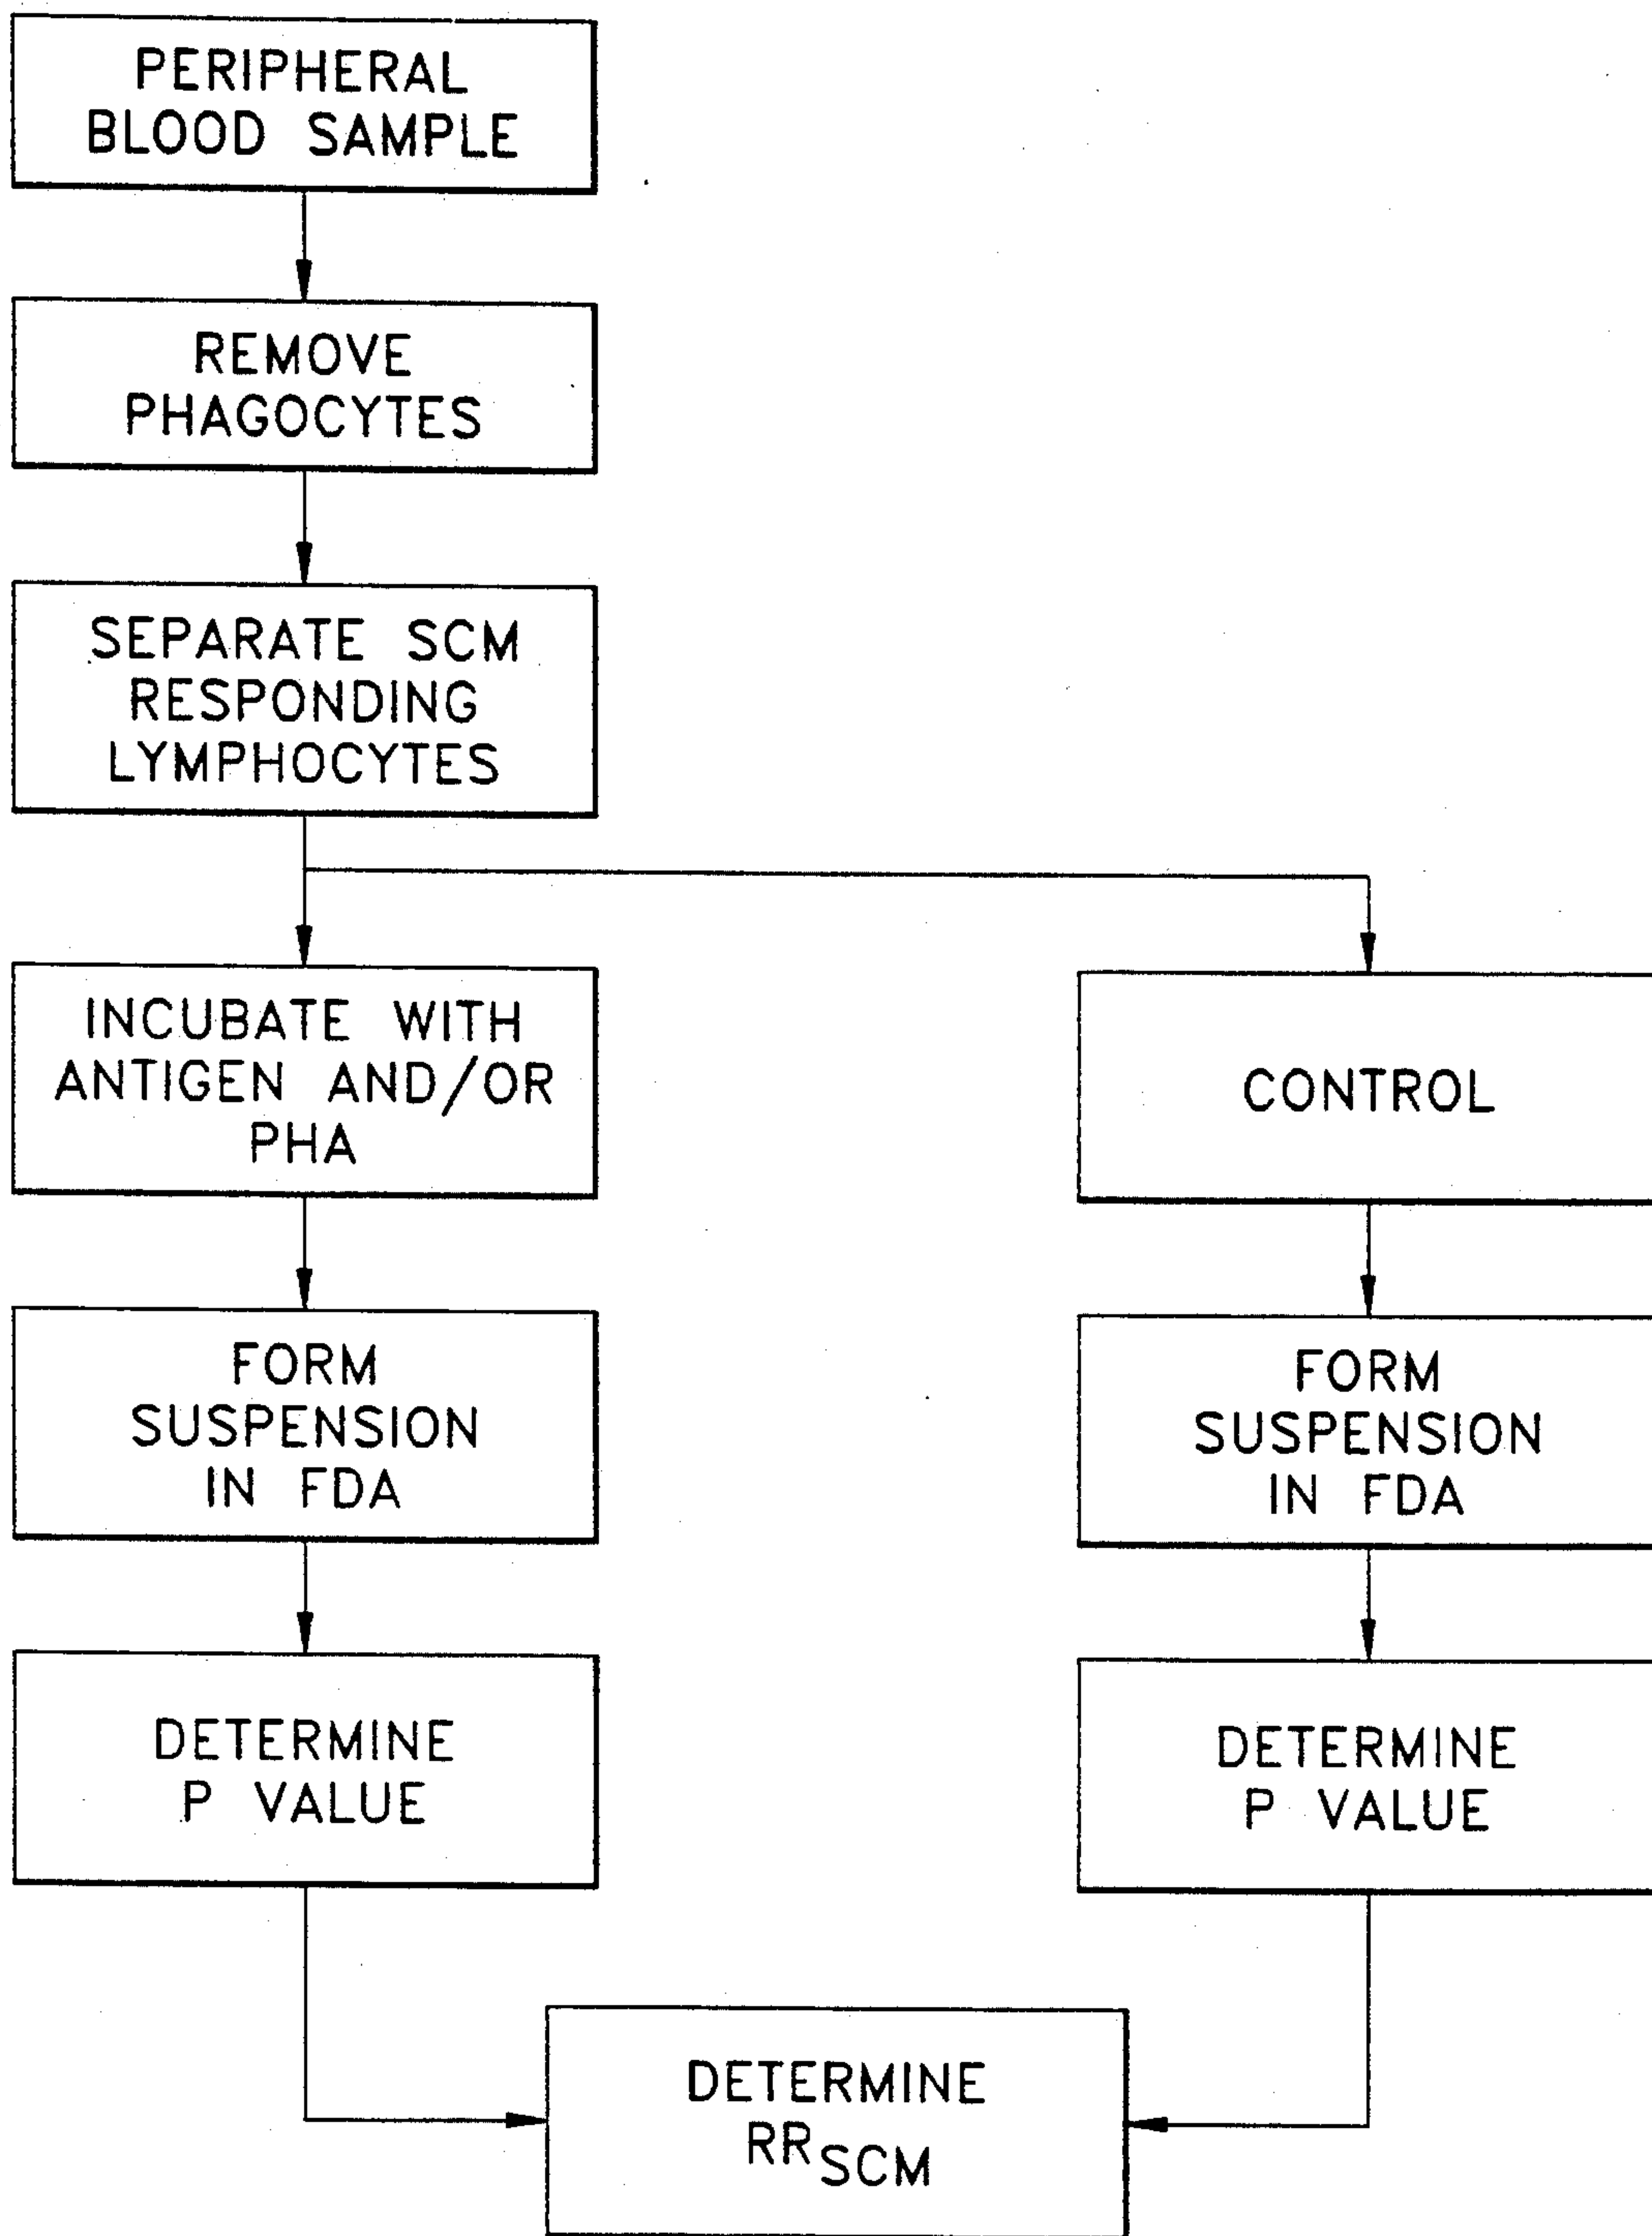 PERIPHERAL
BLOOD SAMPLE
REMOVE
PHAGOCYTES
SEPARATE SCM
RESPONDING
LYMPHOCYTES
INCUBATE WITH
ANTIGEN AND/OR
PHA
CONTROL
FORM
SUSPENSION
IN FDA
FORM
SUSPENSION
IN FDA
DETERMINE
P VALUE
DETERMINE
P VALUE
DETERMINE
RRSCM